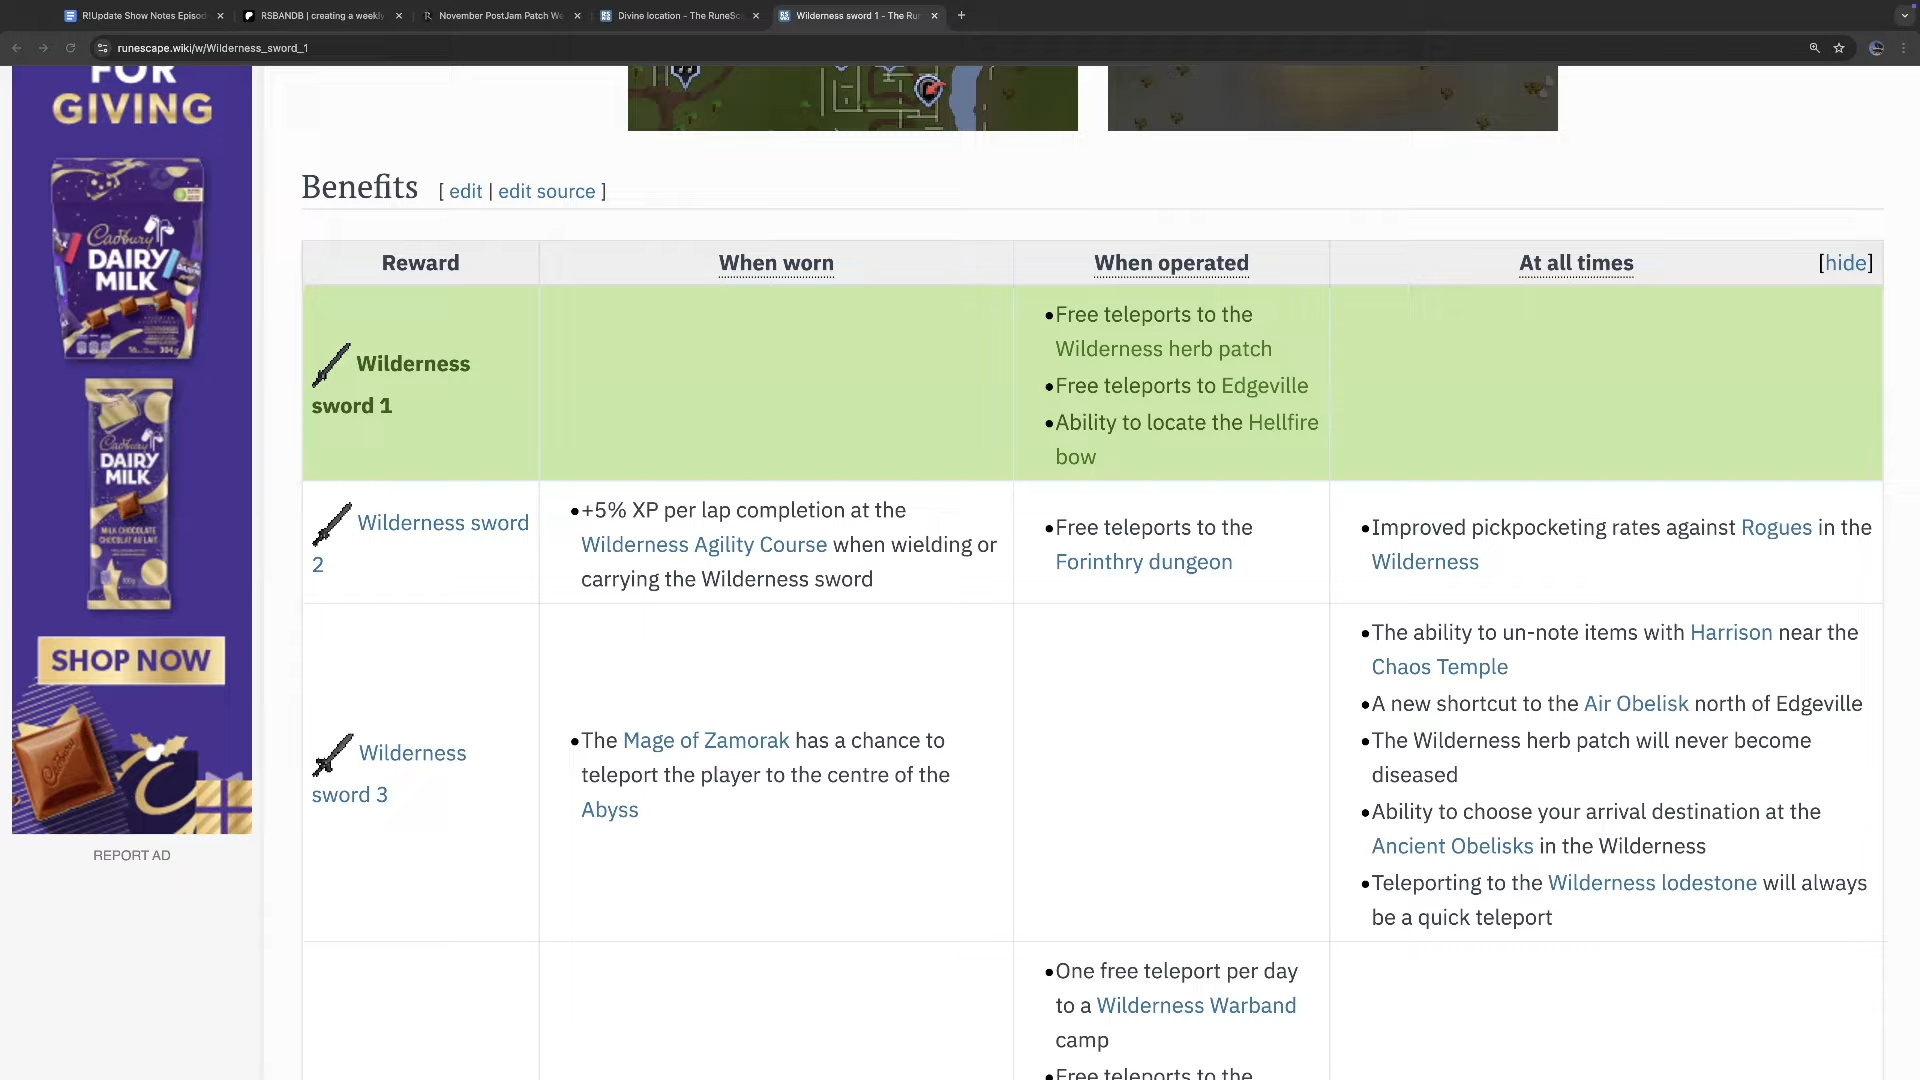 R!Update Show Notes Episod
RSBANDB | creating a weekly
November PostJam Patch We
Divine location - The RuneSc
Wilderness sword 1 - The Ru
runescape.wiki/w/Wilderness_sword_1
FOR
GIVING
Cadbury
DAIRY
MILK
Cadbury
DAIRY
MILK
SHOP NOW
REPORT AD
Benefits [ edit | edit source ]
Reward When worn When operated At all times [hide]
Wilderness
sword 1
•Free teleports to the
Wilderness herb patch
•Free teleports to Edgeville
•Ability to locate the Hellfire
bow
Wilderness sword
2
•+5% XP per lap completion at the
Wilderness Agility Course when wielding or
carrying the Wilderness sword
•Free teleports to the
Forinthry dungeon
•Improved pickpocketing rates against Rogues in the
Wilderness
Wilderness
sword 3
•The Mage of Zamorak has a chance to
teleport the player to the centre of the
Abyss
•The ability to un-note items with Harrison near the
Chaos Temple
•A new shortcut to the Air Obelisk north of Edgeville
•The Wilderness herb patch will never become
diseased
•Ability to choose your arrival destination at the
Ancient Obelisks in the Wilderness
•Teleporting to the Wilderness lodestone will always
be a quick teleport
•One free teleport per day
to a Wilderness Warband
camp
•Free teleports to the